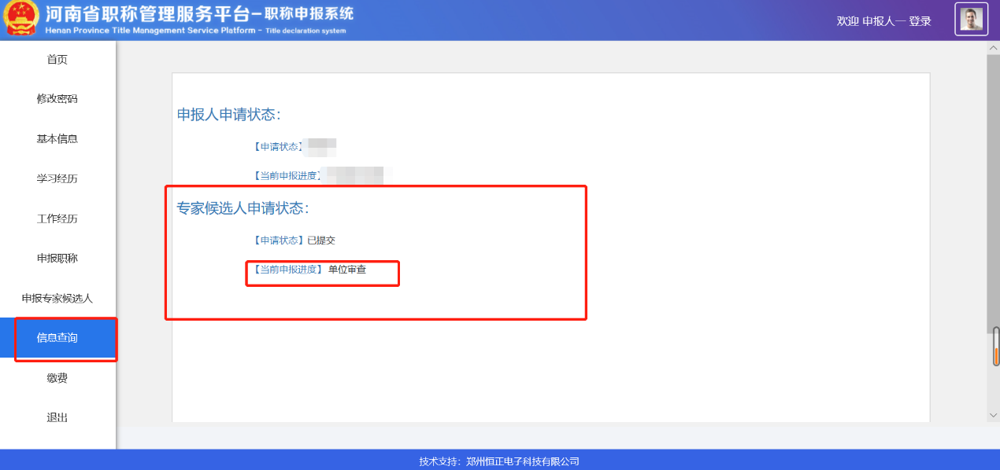 河南省职称管理服务平台-职称申报系统
Henan Province Title Management Service Platform - Title declaration system
欢迎 申报人一 登录
首页
修改密码
基本信息
学习经历
工作经历
申报职称
申报专家候选人
信息查询
缴费
退出
申报人申请状态：
【申请状态】
【当前申报进度】
专家候选人申请状态：
【申请状态】已提交
【当前申报进度】 单位审查
技术支持：郑州恒正电子科技有限公司